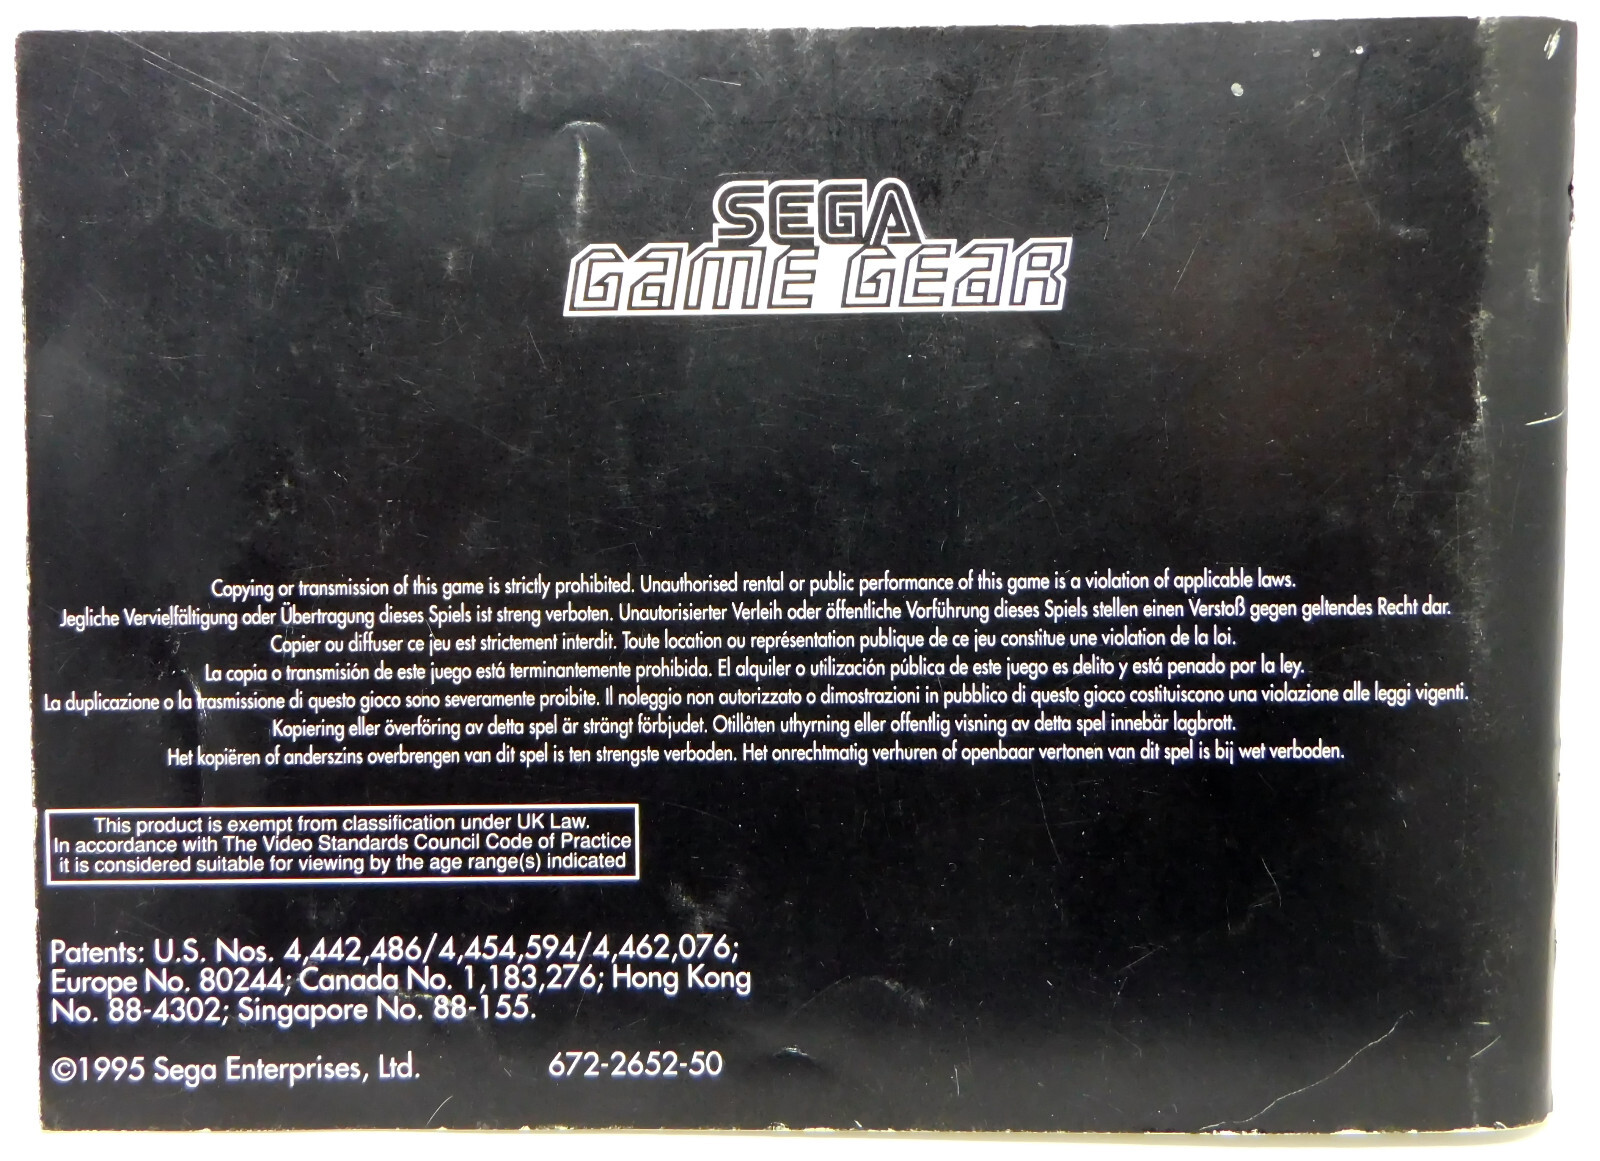 SEGA
GAME GEAR
Copying or transmission of this game is strictly prohibited. Unauthorised rental or public performance of this game is a violation of applicable laws.
Jegliche Vervielfältigung oder Übertragung dieses Spiels ist streng verboten. Unautorisierter Verleih oder öffentliche Vorführung dieses Spiels stellen einen Verstoß gegen geltendes Recht dar.
Copier ou diffuser ce jeu est strictement interdit. Toute location ou représentation publique de ce jeu constitue une violation de la loi.
La copia o transmisión de este juego está terminantemente prohibida. El alquiler o utilización pública de este juego es delito y está penado por la ley.
La duplicazione o la trasmissione di questo gioco sono severamente proibite. Il noleggio non autorizzato o dimostrazioni in pubblico di questo gioco costituiscono una violazione alle leggi vigenti.
Kopiering eller överföring av detta spel är strängt förbjudet. Otillåten uthyrning eller offentlig visning av detta spel innebär lagbrott.
Het kopiëren of anderszins overbrengen van dit spel is ten strengste verboden. Het onrechtmatig verhuren of openbaar vertonen van dit spel is bij wet verboden.
This product is exempt from classification under UK Law.
In accordance with The Video Standards Council Code of Practice
it is considered suitable for viewing by the age range(s) indicated
Patents: U.S. Nos. 4,442,486/4,454,594/4,462,076;
Europe No. 80244; Canada No. 1,183,276; Hong Kong
No. 88-4302; Singapore No. 88-155.
©1995 Sega Enterprises, Ltd. 672-2652-50